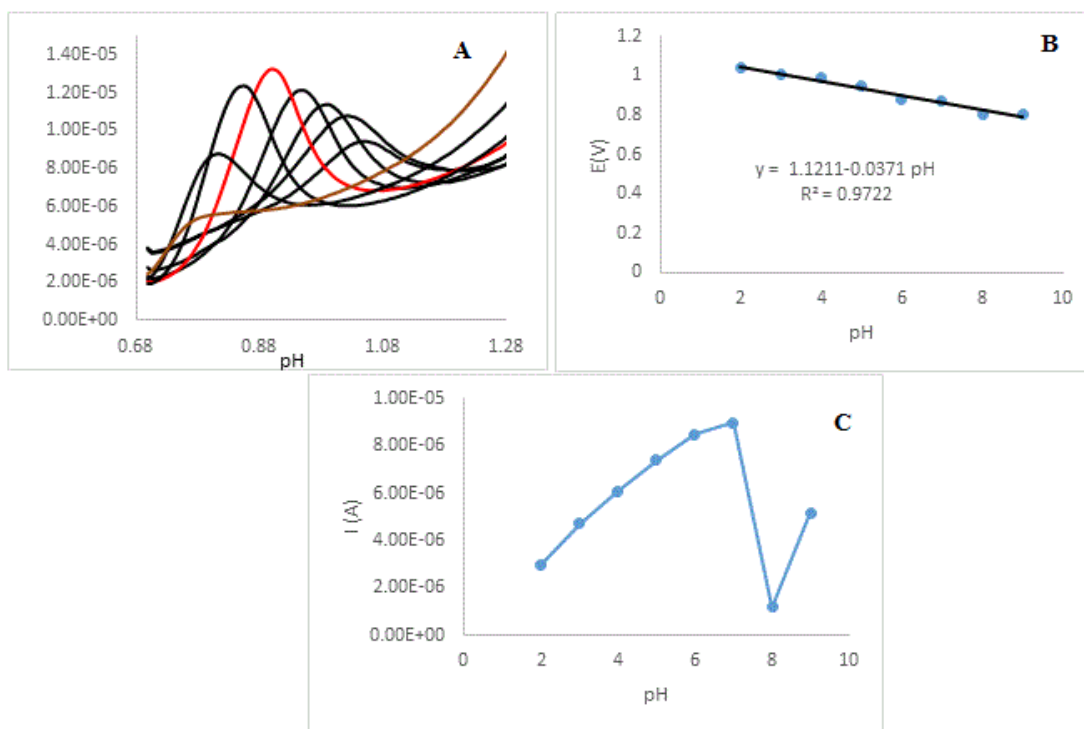 A
1.40E-05
1.20E-05
1.00E-05
8.00E-06
6.00E-06
4.00E-06
2.00E-06
0.00E+00
0.68 0.88 1.08 1.28
pH
B
1.2
1
0.8
0.6
0.4
0.2
0
E(V)
y = 1.1211-0.0371 pH
R² = 0.9722
0 2 4 6 8 10
pH
C
1.00E-05
8.00E-06
6.00E-06
4.00E-06
2.00E-06
0.00E+00
I (A)
0 2 4 6 8 10
pH